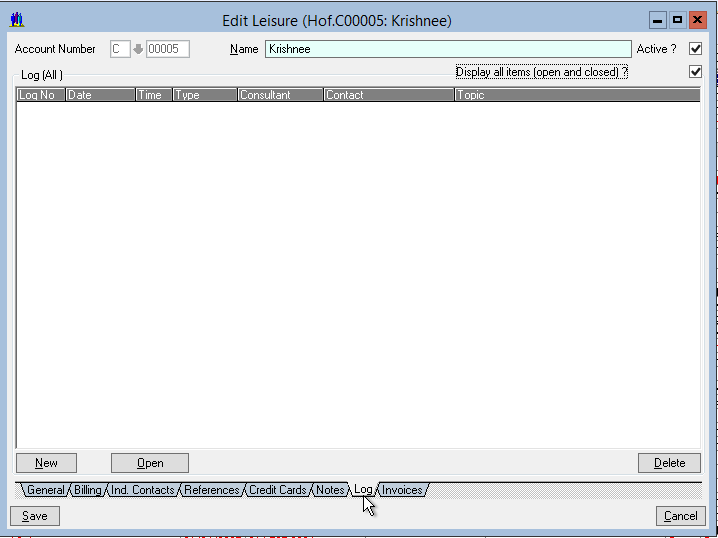 Edit Leisure (Hof.C00005: Krishnee)
Account Number C 00005 Name Krishnee Active ?
Log (All ) Display all items (open and closed) ?
Log No Date Time Type Consultant Contact Topic
New Open Delete
General Billing Ind. Contacts References Credit Cards Notes Log Invoices
Save Cancel